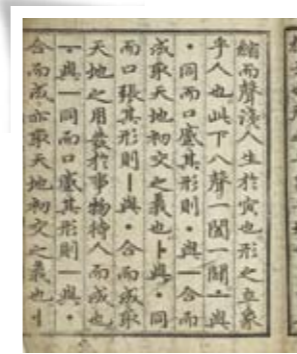 縮而聲淺人生於寅也形之立象
乎人也此下八聲一闔一闢ㅗ與
ㆍ同而口蹙其形則ㆍ與ㅡ合而
成取天地初交之義也ㅏ與ㆍ同
而口張其形則ㅣ與ㆍ合而成取
天地之用發於事物待人而成也
ㅜ與ㅡ同而口蹙其形則ㅡ與ㆍ
合而成亦取天地初交之義也ㅓ